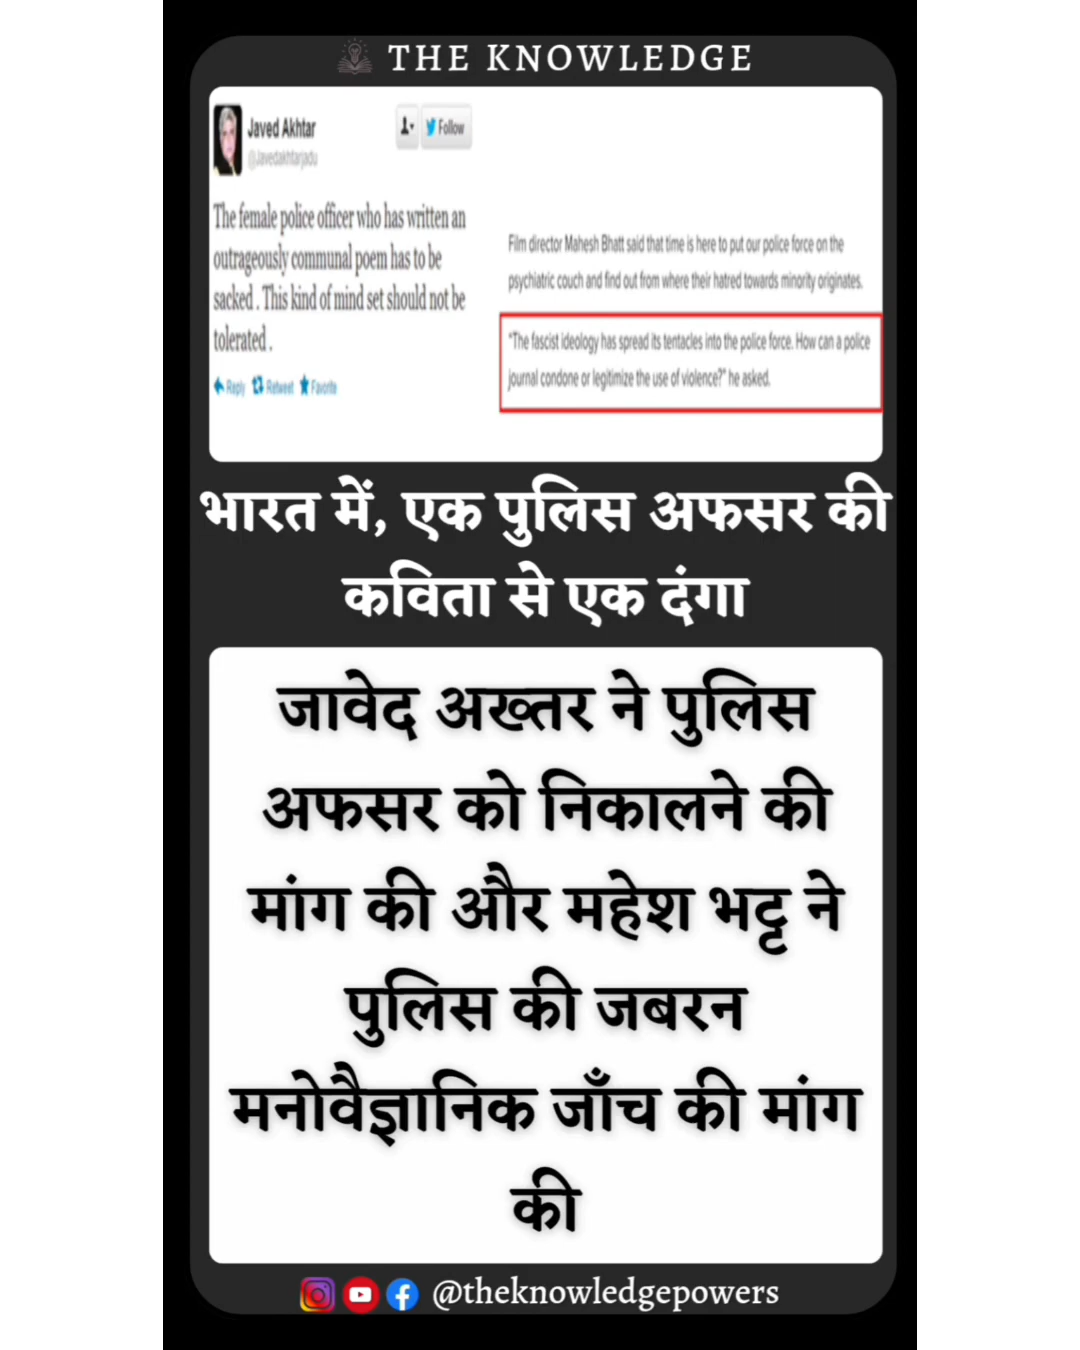 THE KNOWLEDGE
Javed Akhtar
Follow
@Javedakhtarjadu
The female police officer who has written an
outrageously communal poem has to be
sacked . This kind of mind set should not be
tolerated .
Reply Retweet Favorite
Film director Mahesh Bhatt said that time is here to put our police force on the
psychiatric couch and find out from where their hatred towards minority originates.
"The fascist ideology has spread its tentacles into the police force. How can a police
journal condone or legitimize the use of violence?" he asked.
भारत में, एक पुलिस अफसर की
कविता से एक दंगा
जावेद अख्तर ने पुलिस
अफसर को निकालने की
मांग की और महेश भट्ट ने
पुलिस की जबरन
मनोवैज्ञानिक जाँच की मांग
की
@theknowledgepowers